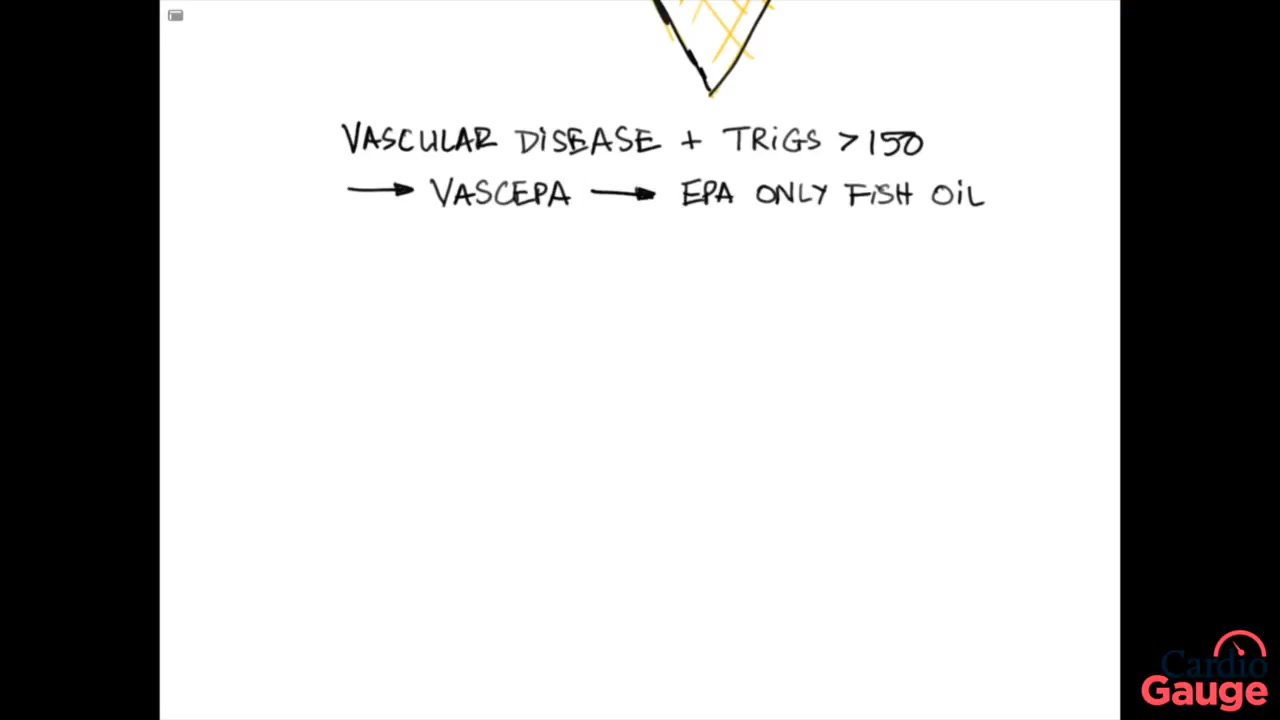 VASCULAR DISEASE + TRIGS > 150
→ VASCEPA → EPA ONLY FISH OIL
Cardio
Gauge